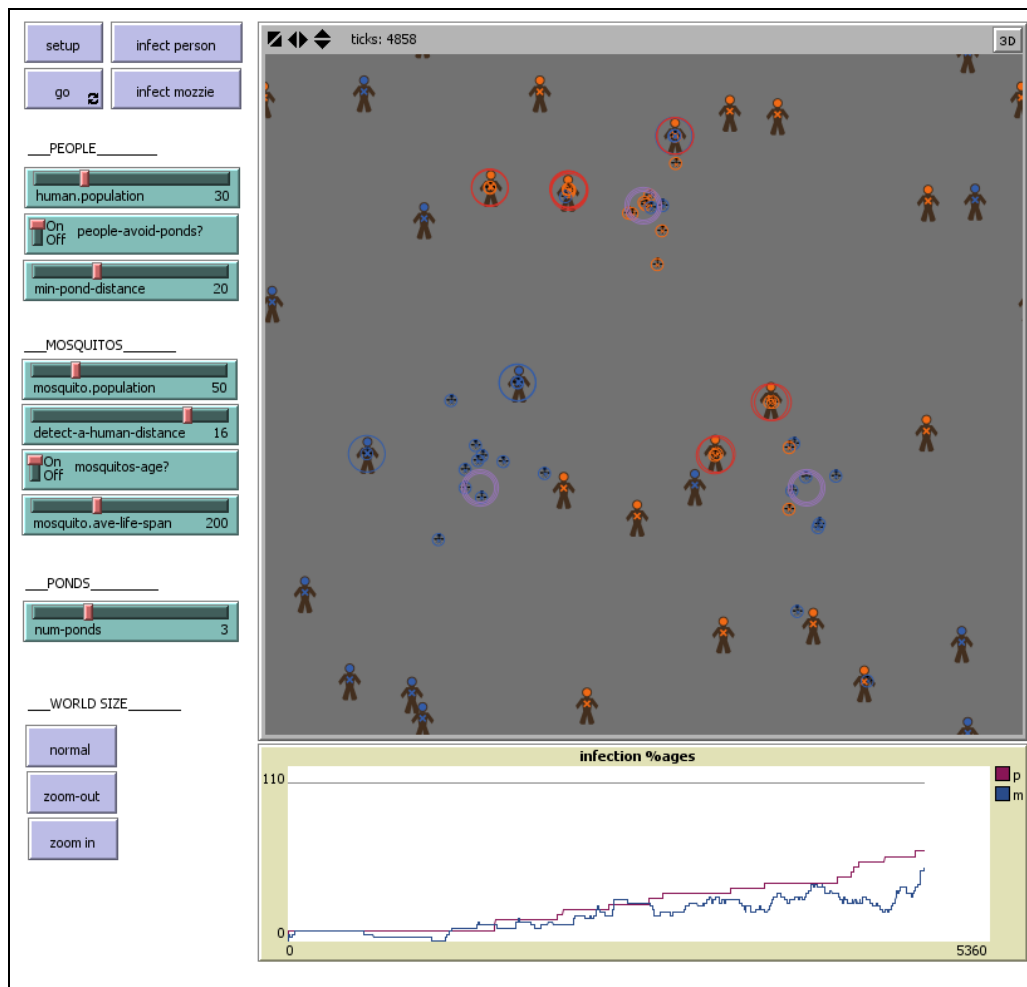 setup
infect person
go
infect mozzie
___PEOPLE________
human.population 30
On
Off
people-avoid-ponds?
min-pond-distance 20
___MOSQUITOS_______
mosquito.population 50
detect-a-human-distance 16
On
Off
mosquitos-age?
mosquito.ave-life-span 200
___PONDS_________
num-ponds 3
___WORLD SIZE_______
normal
zoom-out
zoom in
ticks: 4858
3D
infection %ages
110
0
0
5360
p
m